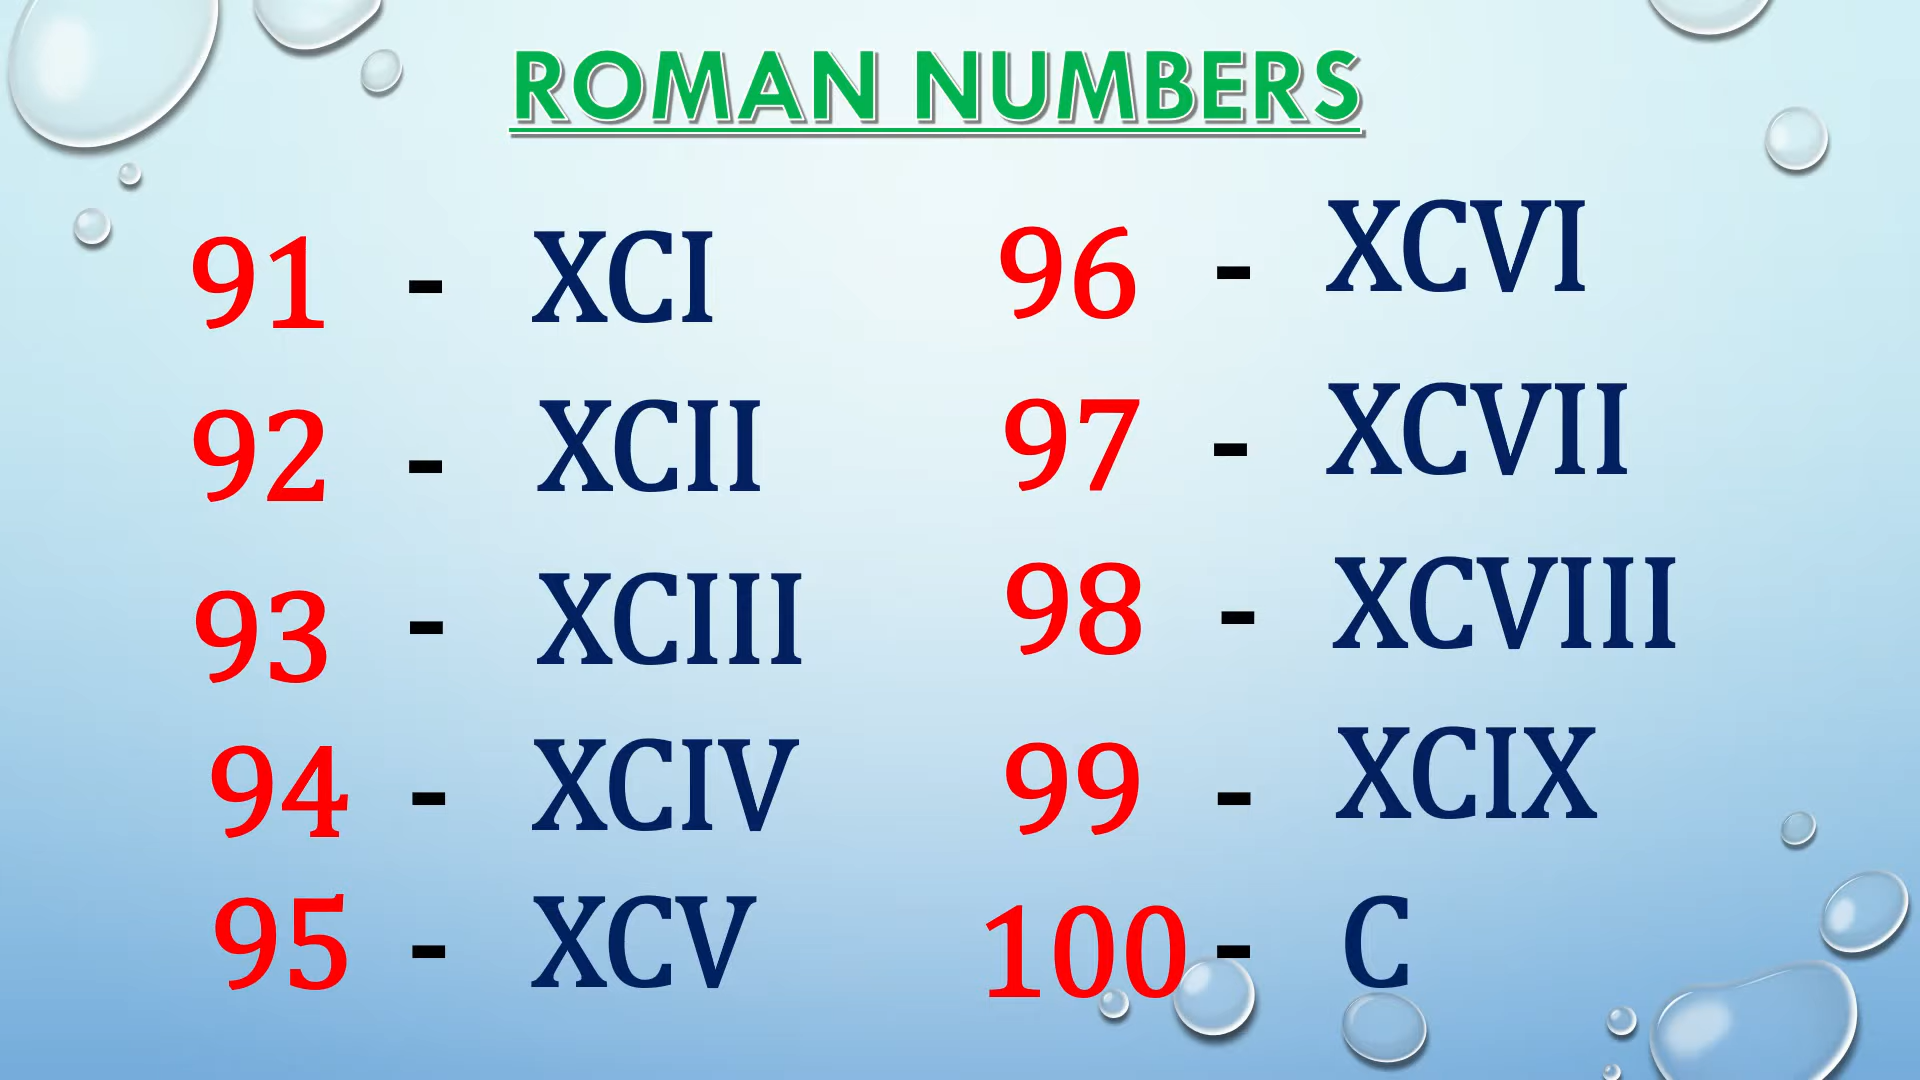 ROMAN NUMBERS
91 - XCI
92 - XCII
93 - XCIII
94 - XCIV
95 - XCV
96 - XCVI
97 - XCVII
98 - XCVIII
99 - XCIX
100 - C